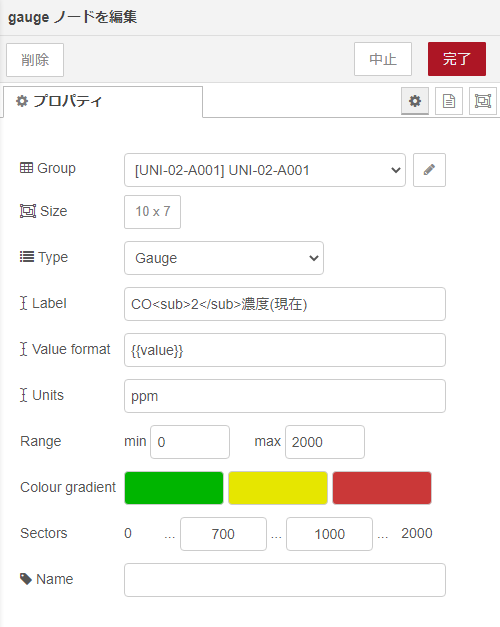 gauge ノードを編集
削除 中止 完了
プロパティ
Group [UNI-02-A001] UNI-02-A001
Size 10 x 7
Type Gauge
Label CO<sub>2</sub>濃度(現在)
Value format {{value}}
Units ppm
Range min 0 max 2000
Colour gradient
Sectors 0 ... 700 ... 1000 ... 2000
Name